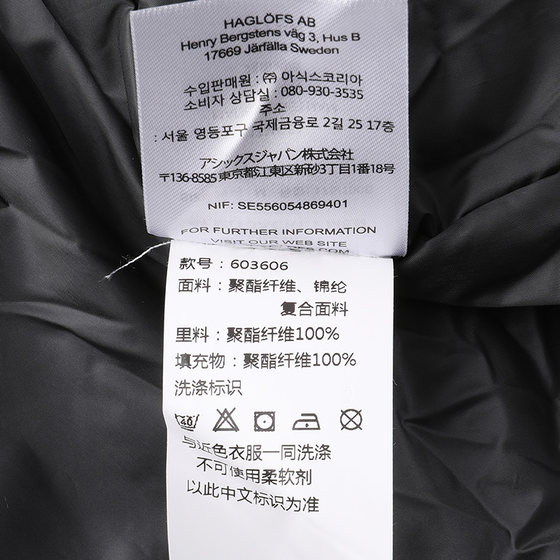 HAGLÖFS AB
Henry Bergstens väg 3, Hus B
17669 Järfälla Sweden
수입판매원 : (주) 아식스코리아
소비자 상담실 : 080-930-3535
주소
: 서울 영등포구 국제금융로 2길 25 17층
アシックスジャパン株式会社
〒136-8585 東京都江東区新砂3丁目1番18号
NIF: SE556054869401
FOR FURTHER INFORMATION
VISIT OUR WEB SITE
款号：603606
面料：聚酯纤维、锦纶
复合面料
里料：聚酯纤维100%
填充物：聚酯纤维100%
洗涤标识
40
与近色衣服一同洗涤
不可使用柔软剂
以此中文标识为准